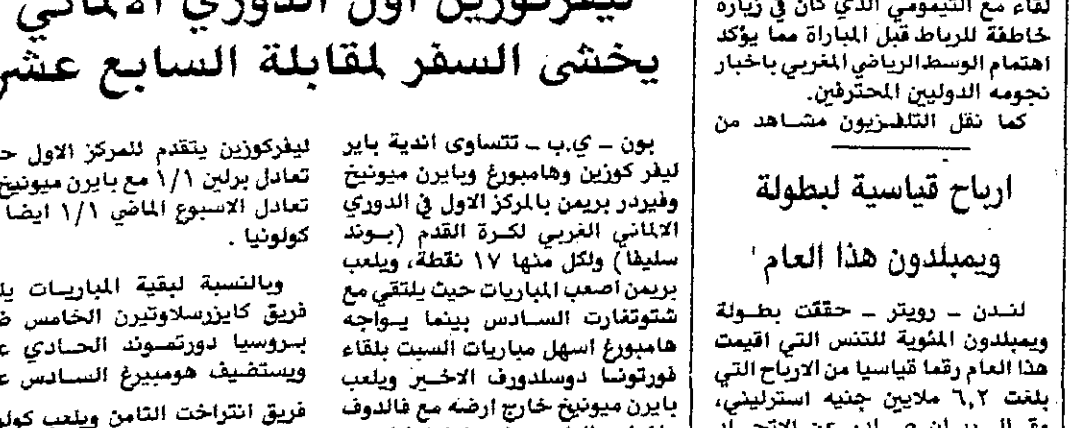 لقاء مع التيمومي الذي كان في زيارة
خاطفة للرباط قبل المباراة مما يؤكد
اهتمام الوسط الرياضي المغربي باخبار
نجومه الدوليين المحترفين.
كما نقل التلفزيون مشاهد من
ارباح قياسية لبطولة
ويمبلدون هذا العام
لندن - رويتر - حققت بطولة
ويمبلدون المئوية للتنس التي اقيمت
هذا العام رقما قياسيا من الارباح التي
بلغت ٦,٢ ملايين جنيه استرليني،
ليفركوزين اول الدوري الالماني
يخشى السفر لمقابلة السابع عشر
بون - ي.ب - تتساوى اندية باير
ليفر كوزين وهامبورغ وبايرن ميونيخ
وفيردر بريمن بالمركز الاول في الدوري
الالماني الغربي لكرة القدم (بوند
سليفا) ولكل منها ١٧ نقطة، ويلعب
بريمن اصعب المباريات حيث يلتقي مع
شتوتغارت السادس بينما يواجه
هامبورغ اسهل مباريات السبت بلقاء
فورتونا دوسلدورف الاخير ويلعب
بايرن ميونيخ خارج ارضه مع فالدوف
ليفركوزين يتقدم للمركز الاول
تعادل برلين ١/١ مع بايرن ميونيخ
تعادل الاسبوع الماضي ١/١ ايضا
كولونيا .
وبالنسبة لبقية المباريات
فريق كايزرسلاوتيرن الخامس
بروسيا دورتموند الحادي
ويستضيف هومبيرغ السادس
فريق انتراخت الثامن ويلعب